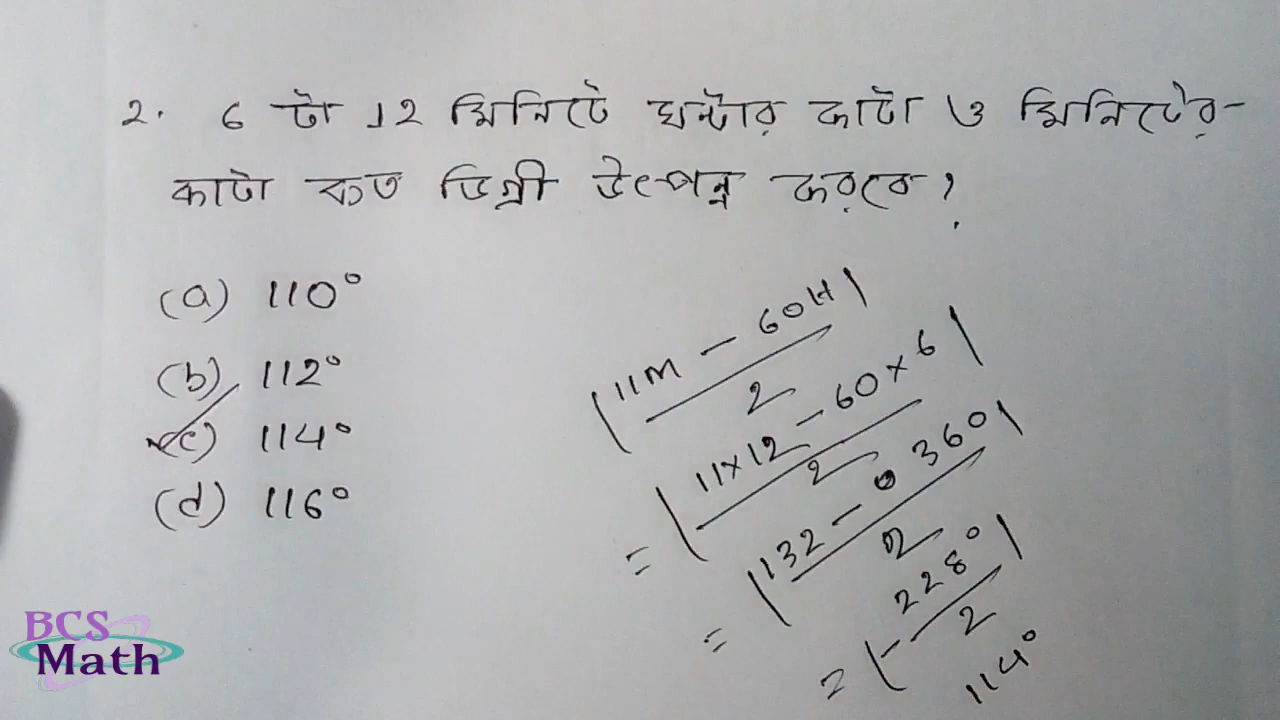 2. 6 টা 12 মিনিটে ঘন্টার কাটা ও মিনিটের
কাটা কত ডিগ্রী উৎপন্ন করবে?
(a) 110°
(b) 112°
(c) 114°
(d) 116°
|11M - 60H|
2
= |11×12 - 60×6|
2
= |132 - 360|
2
= |-228°|
2
114°
BCS
Math